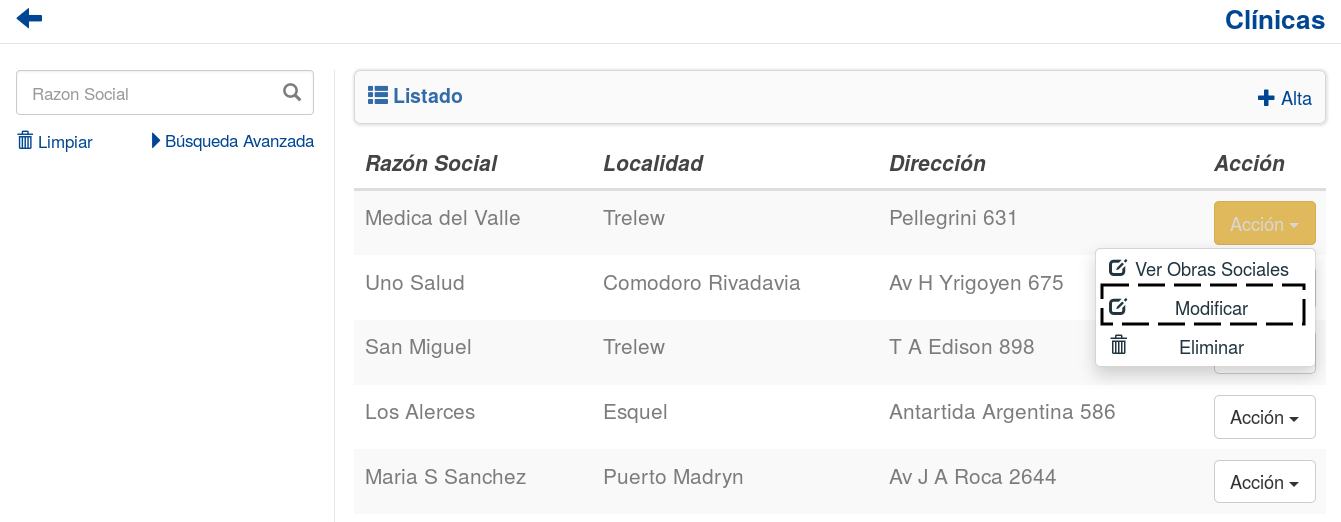 Clínicas
Razon Social
Limpiar Búsqueda Avanzada
Listado Alta
Razón Social Localidad Dirección Acción
Medica del Valle Trelew Pellegrini 631 Acción
Ver Obras Sociales
Uno Salud Comodoro Rivadavia Av H Yrigoyen 675
Modificar
San Miguel Trelew T A Edison 898 Eliminar
Los Alerces Esquel Antartida Argentina 586 Acción
Maria S Sanchez Puerto Madryn Av J A Roca 2644 Acción